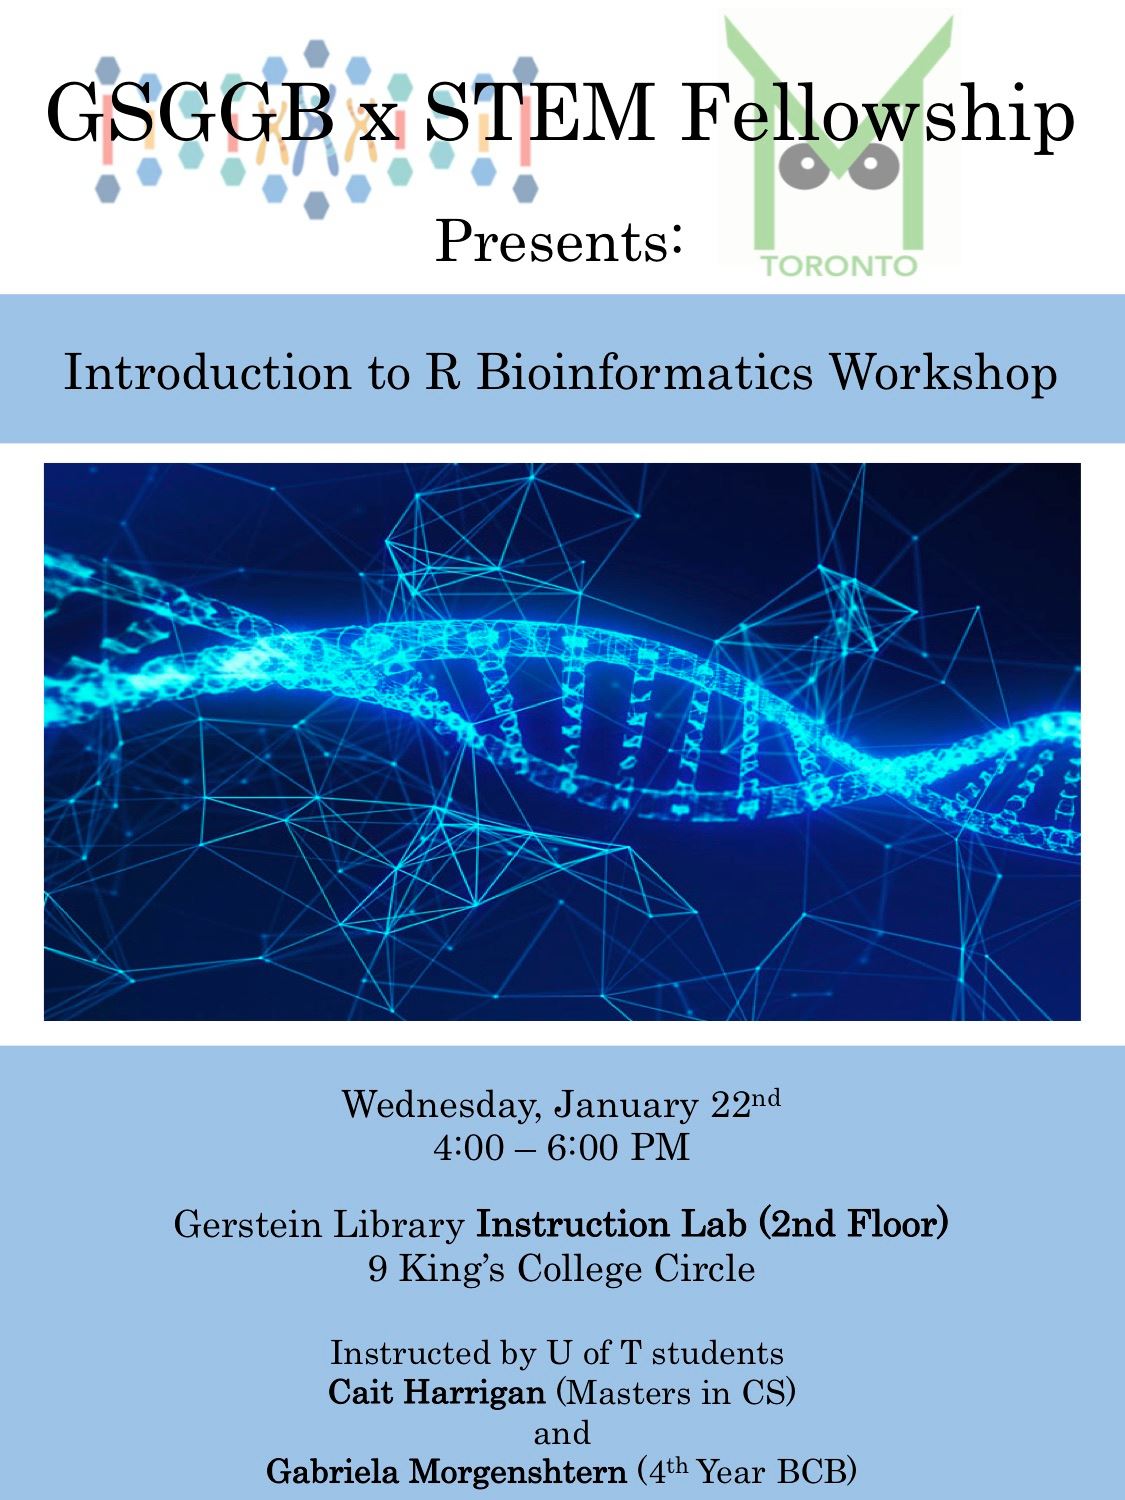 GSGGB x STEM Fellowship
Presents:
TORONTO
Introduction to R Bioinformatics Workshop
Wednesday, January 22nd
4:00 – 6:00 PM
Gerstein Library Instruction Lab (2nd Floor)
9 King’s College Circle
Instructed by U of T students
Cait Harrigan (Masters in CS)
and
Gabriela Morgenshtern (4th Year BCB)